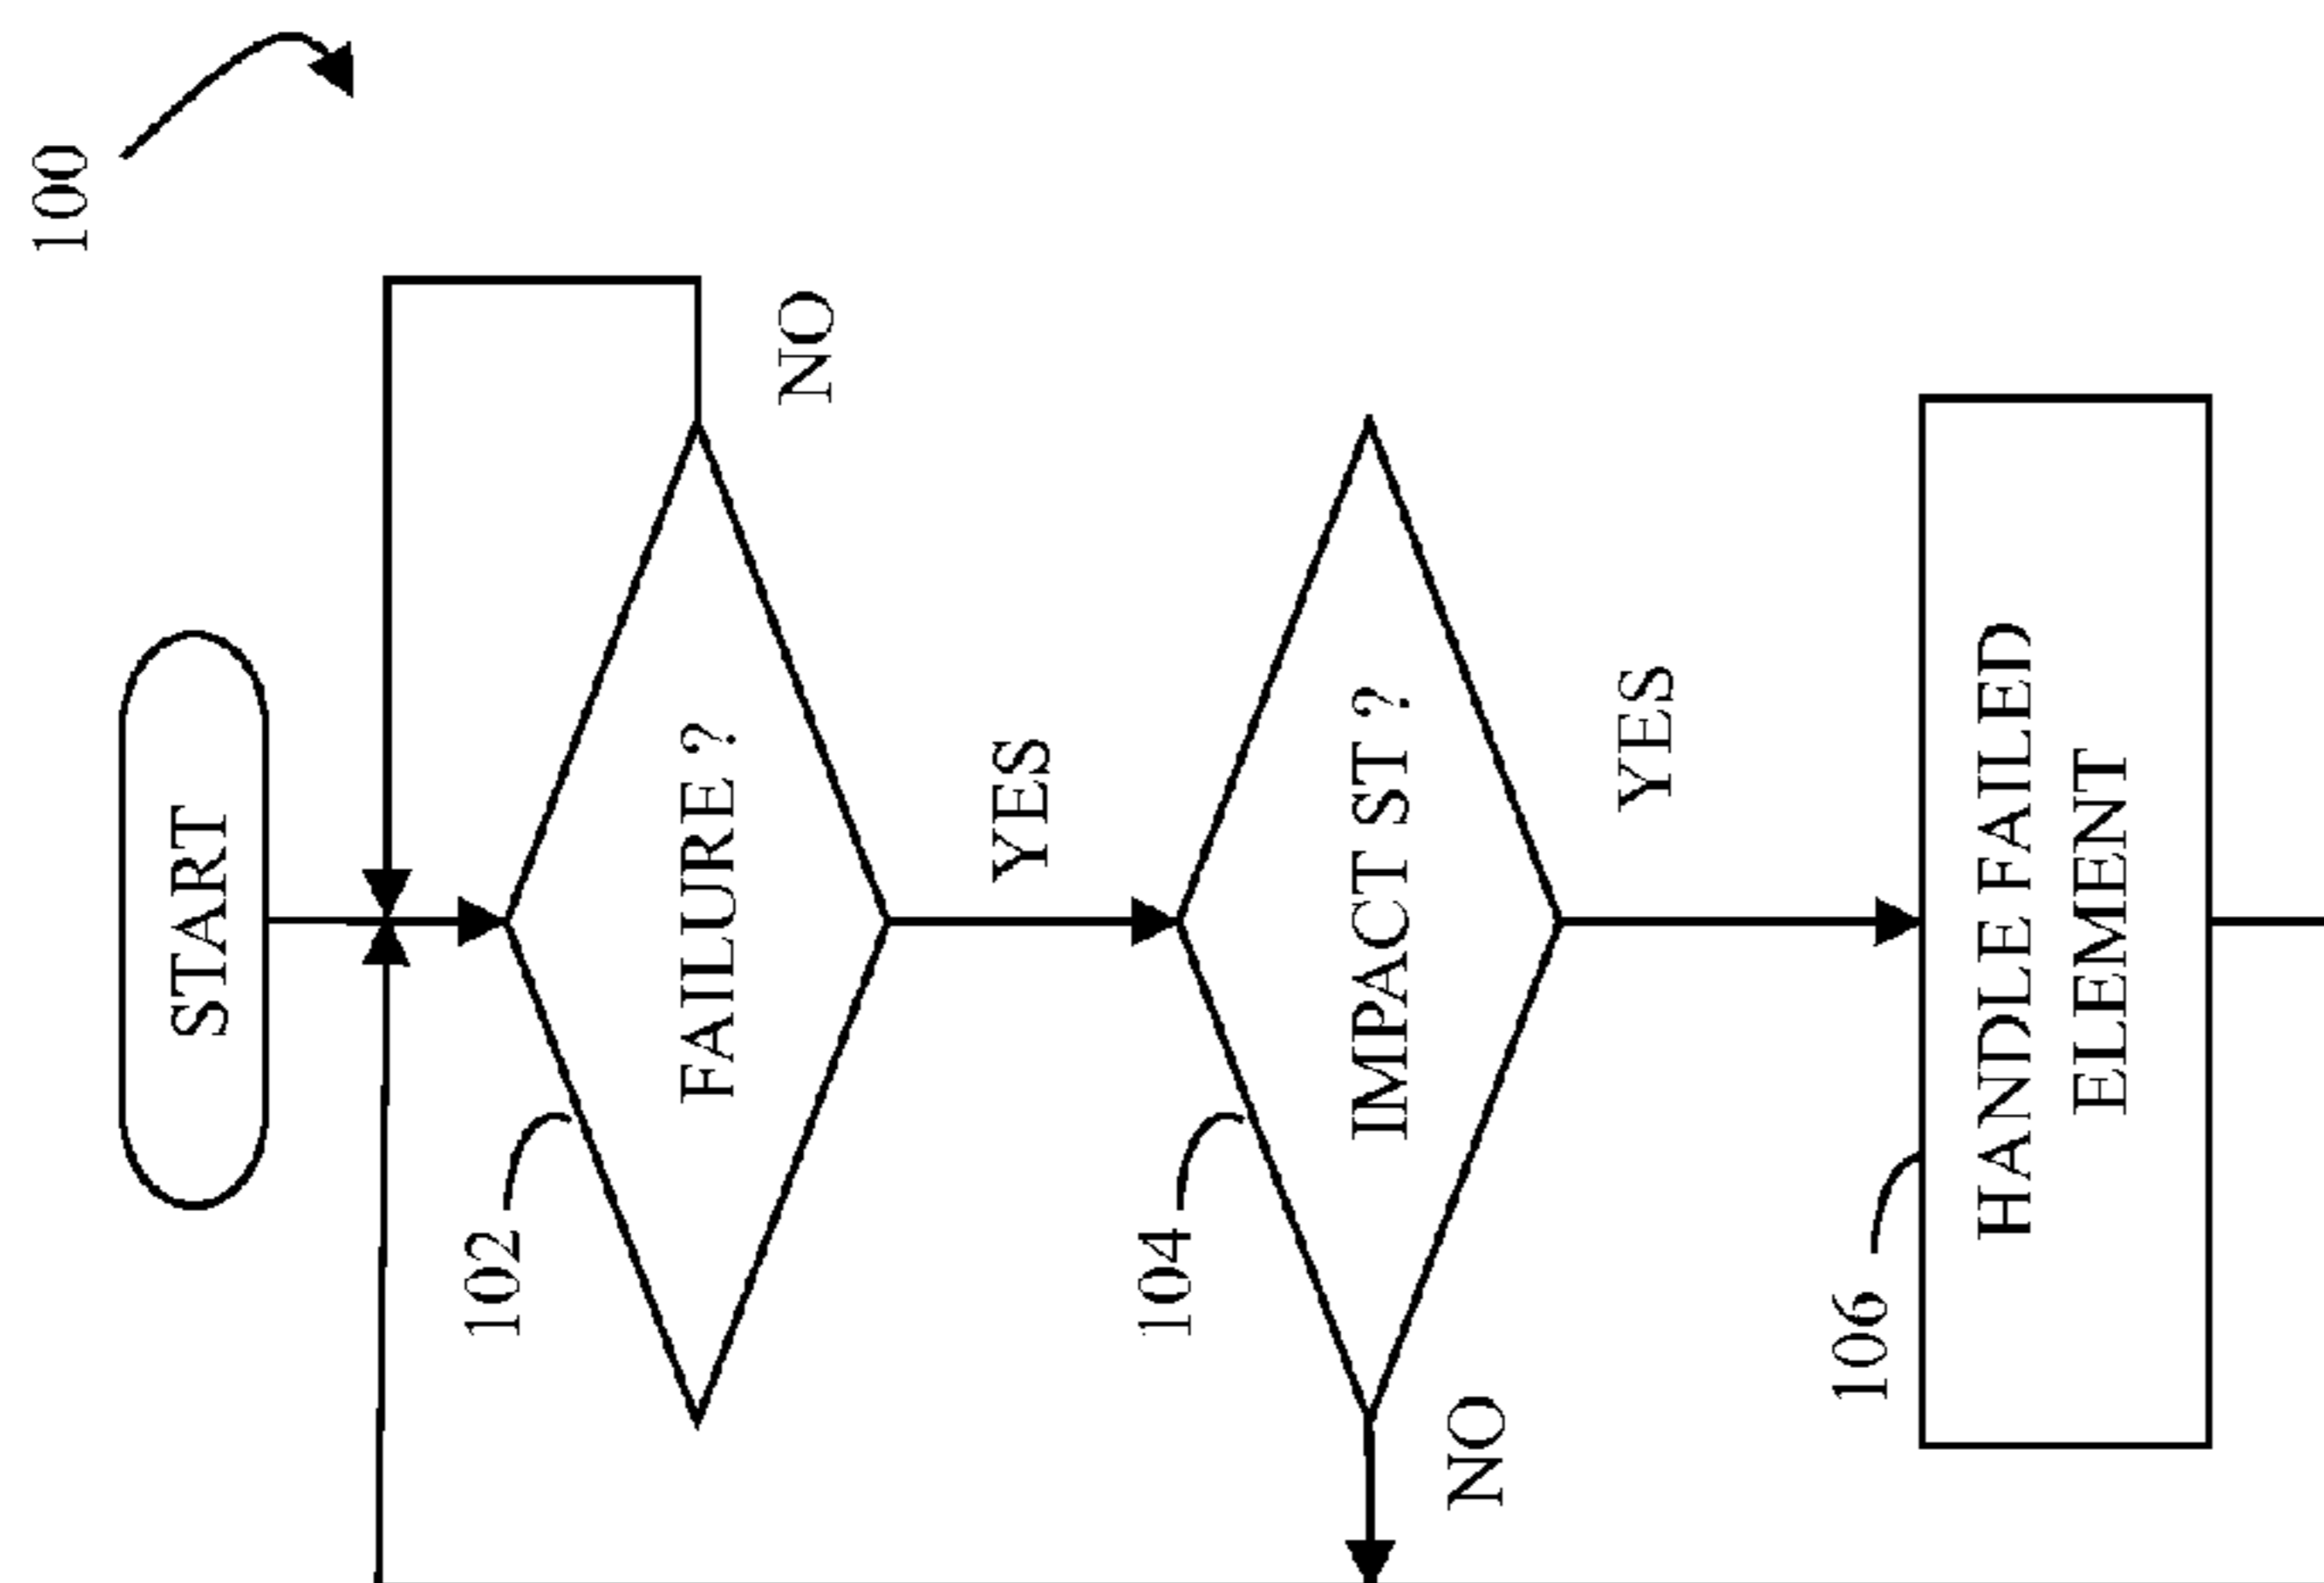 100
START
NO
102
FAILURE ?
YES
104
IMPACT ST ?
NO
YES
106
HANDLE FAILED
ELEMENT